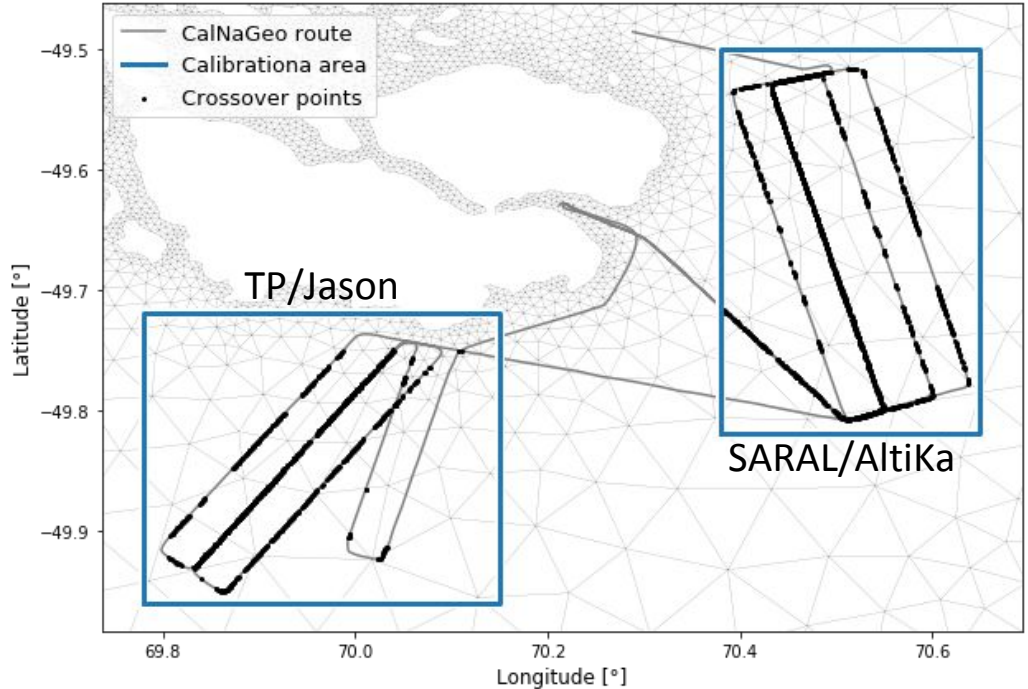 CalNaGeo route
Calibrationa area
Crossover points
TP/Jason
SARAL/AltiKa
Latitude [°]
−49.5
−49.6
−49.7
−49.8
−49.9
69.8 70.0 70.2 70.4 70.6
Longitude [°]